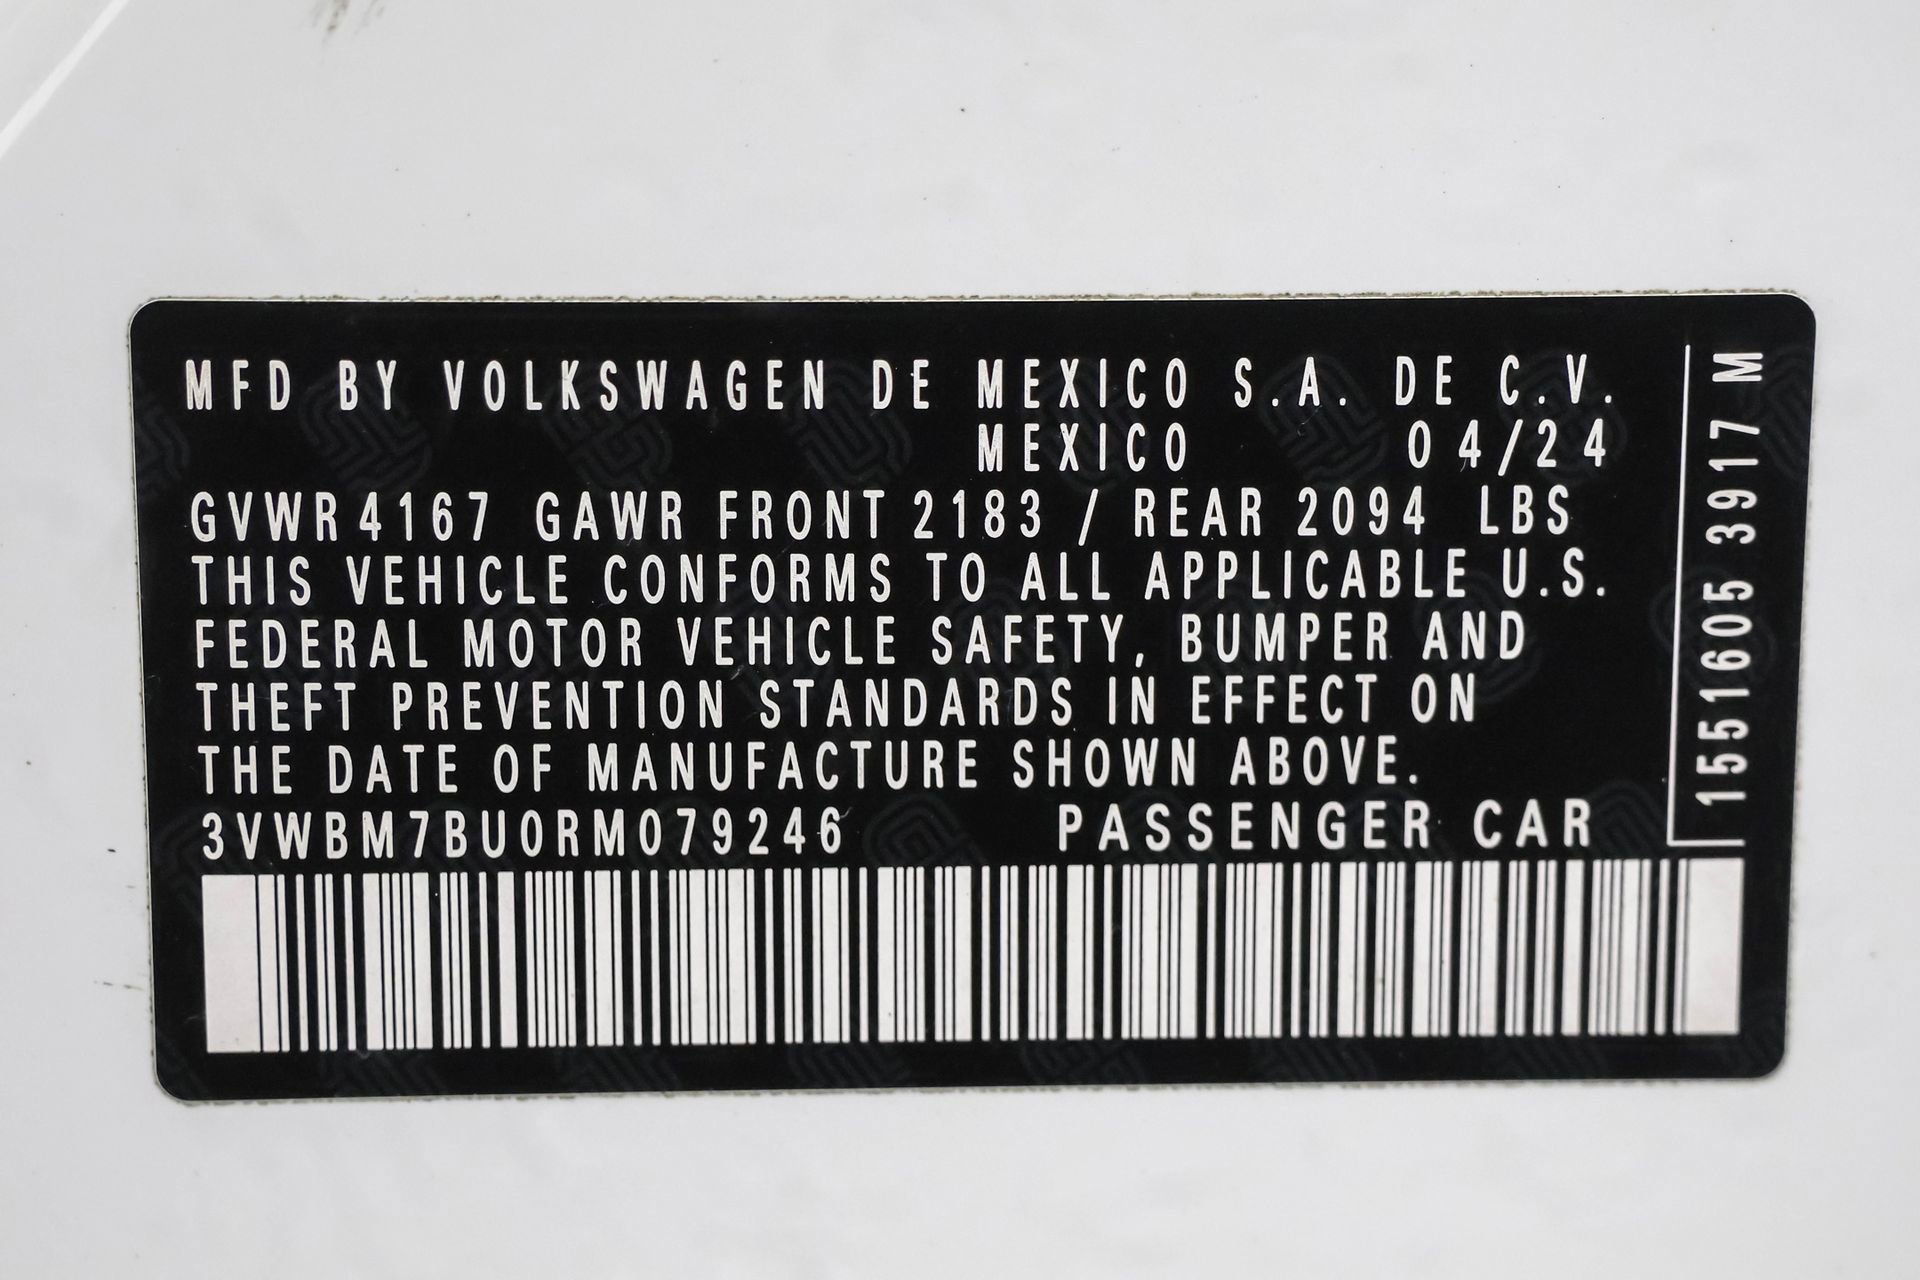 MFD BY VOLKSWAGEN DE MEXICO S.A. DE C.V.
MEXICO 04/24
GVWR 4167 GAWR FRONT 2183 / REAR 2094 LBS
THIS VEHICLE CONFORMS TO ALL APPLICABLE U.S.
FEDERAL MOTOR VEHICLE SAFETY, BUMPER AND
THEFT PREVENTION STANDARDS IN EFFECT ON
THE DATE OF MANUFACTURE SHOWN ABOVE.
3VWBM7BU0RM079246 PASSENGER CAR
1551605 3917 M